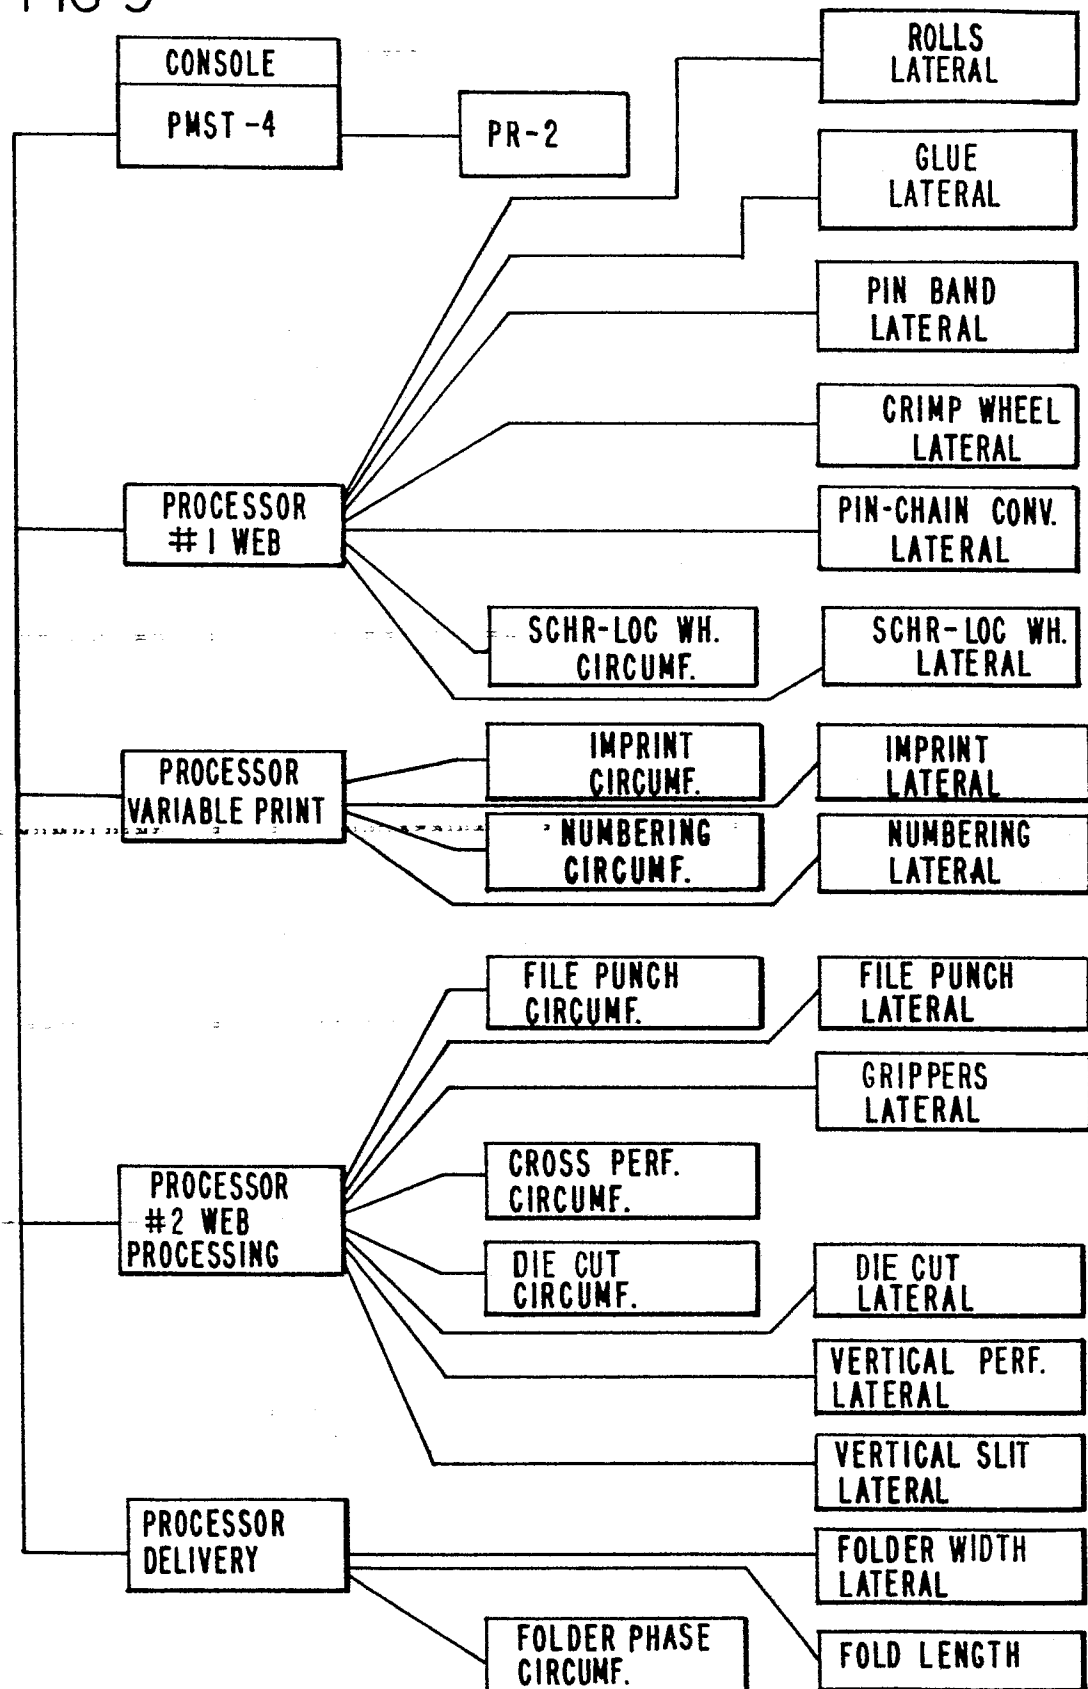 FIG 9
CONSOLE
PMST-4
PR-2
ROLLS
LATERAL
GLUE
LATERAL
PIN BAND
LATERAL
CRIMP WHEEL
LATERAL
PROCESSOR
#1 WEB
PIN-CHAIN CONV.
LATERAL
SCHR-LOC WH.
CIRCUMF.
SCHR-LOC WH.
LATERAL
PROCESSOR
VARIABLE PRINT
IMPRINT
CIRCUMF.
IMPRINT
LATERAL
NUMBERING
CIRCUMF.
NUMBERING
LATERAL
FILE PUNCH
CIRCUMF.
FILE PUNCH
LATERAL
GRIPPERS
LATERAL
PROCESSOR
#2 WEB
PROCESSING
CROSS PERF.
CIRCUMF.
DIE CUT
CIRCUMF.
DIE CUT
LATERAL
VERTICAL PERF.
LATERAL
VERTICAL SLIT
LATERAL
PROCESSOR
DELIVERY
FOLDER WIDTH
LATERAL
FOLDER PHASE
CIRCUMF.
FOLD LENGTH